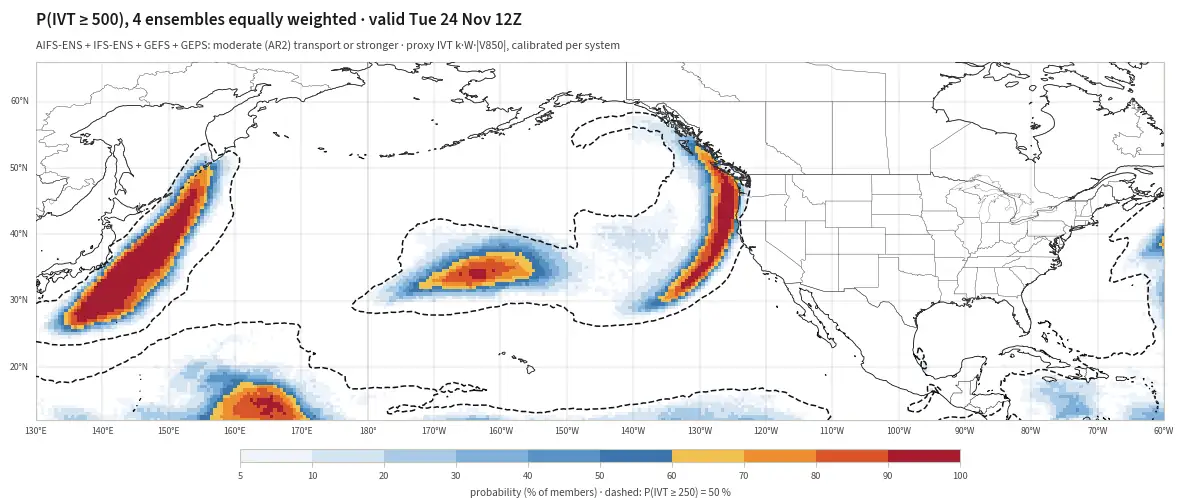 P(IVT ≥ 500), 4 ensembles equally weighted · valid Tue 24 Nov 12Z
AIFS-ENS + IFS-ENS + GEFS + GEPS: moderate (AR2) transport or stronger · proxy IVT k·W·|V850|, calibrated per system
60°N
50°N
40°N
30°N
20°N
130°E 140°E 150°E 160°E 170°E 180° 170°W 160°W 150°W 140°W 130°W 120°W 110°W 100°W 90°W 80°W 70°W 60°W
5 10 20 30 40 50 60 70 80 90 100
probability (% of members) · dashed: P(IVT ≥ 250) = 50 %